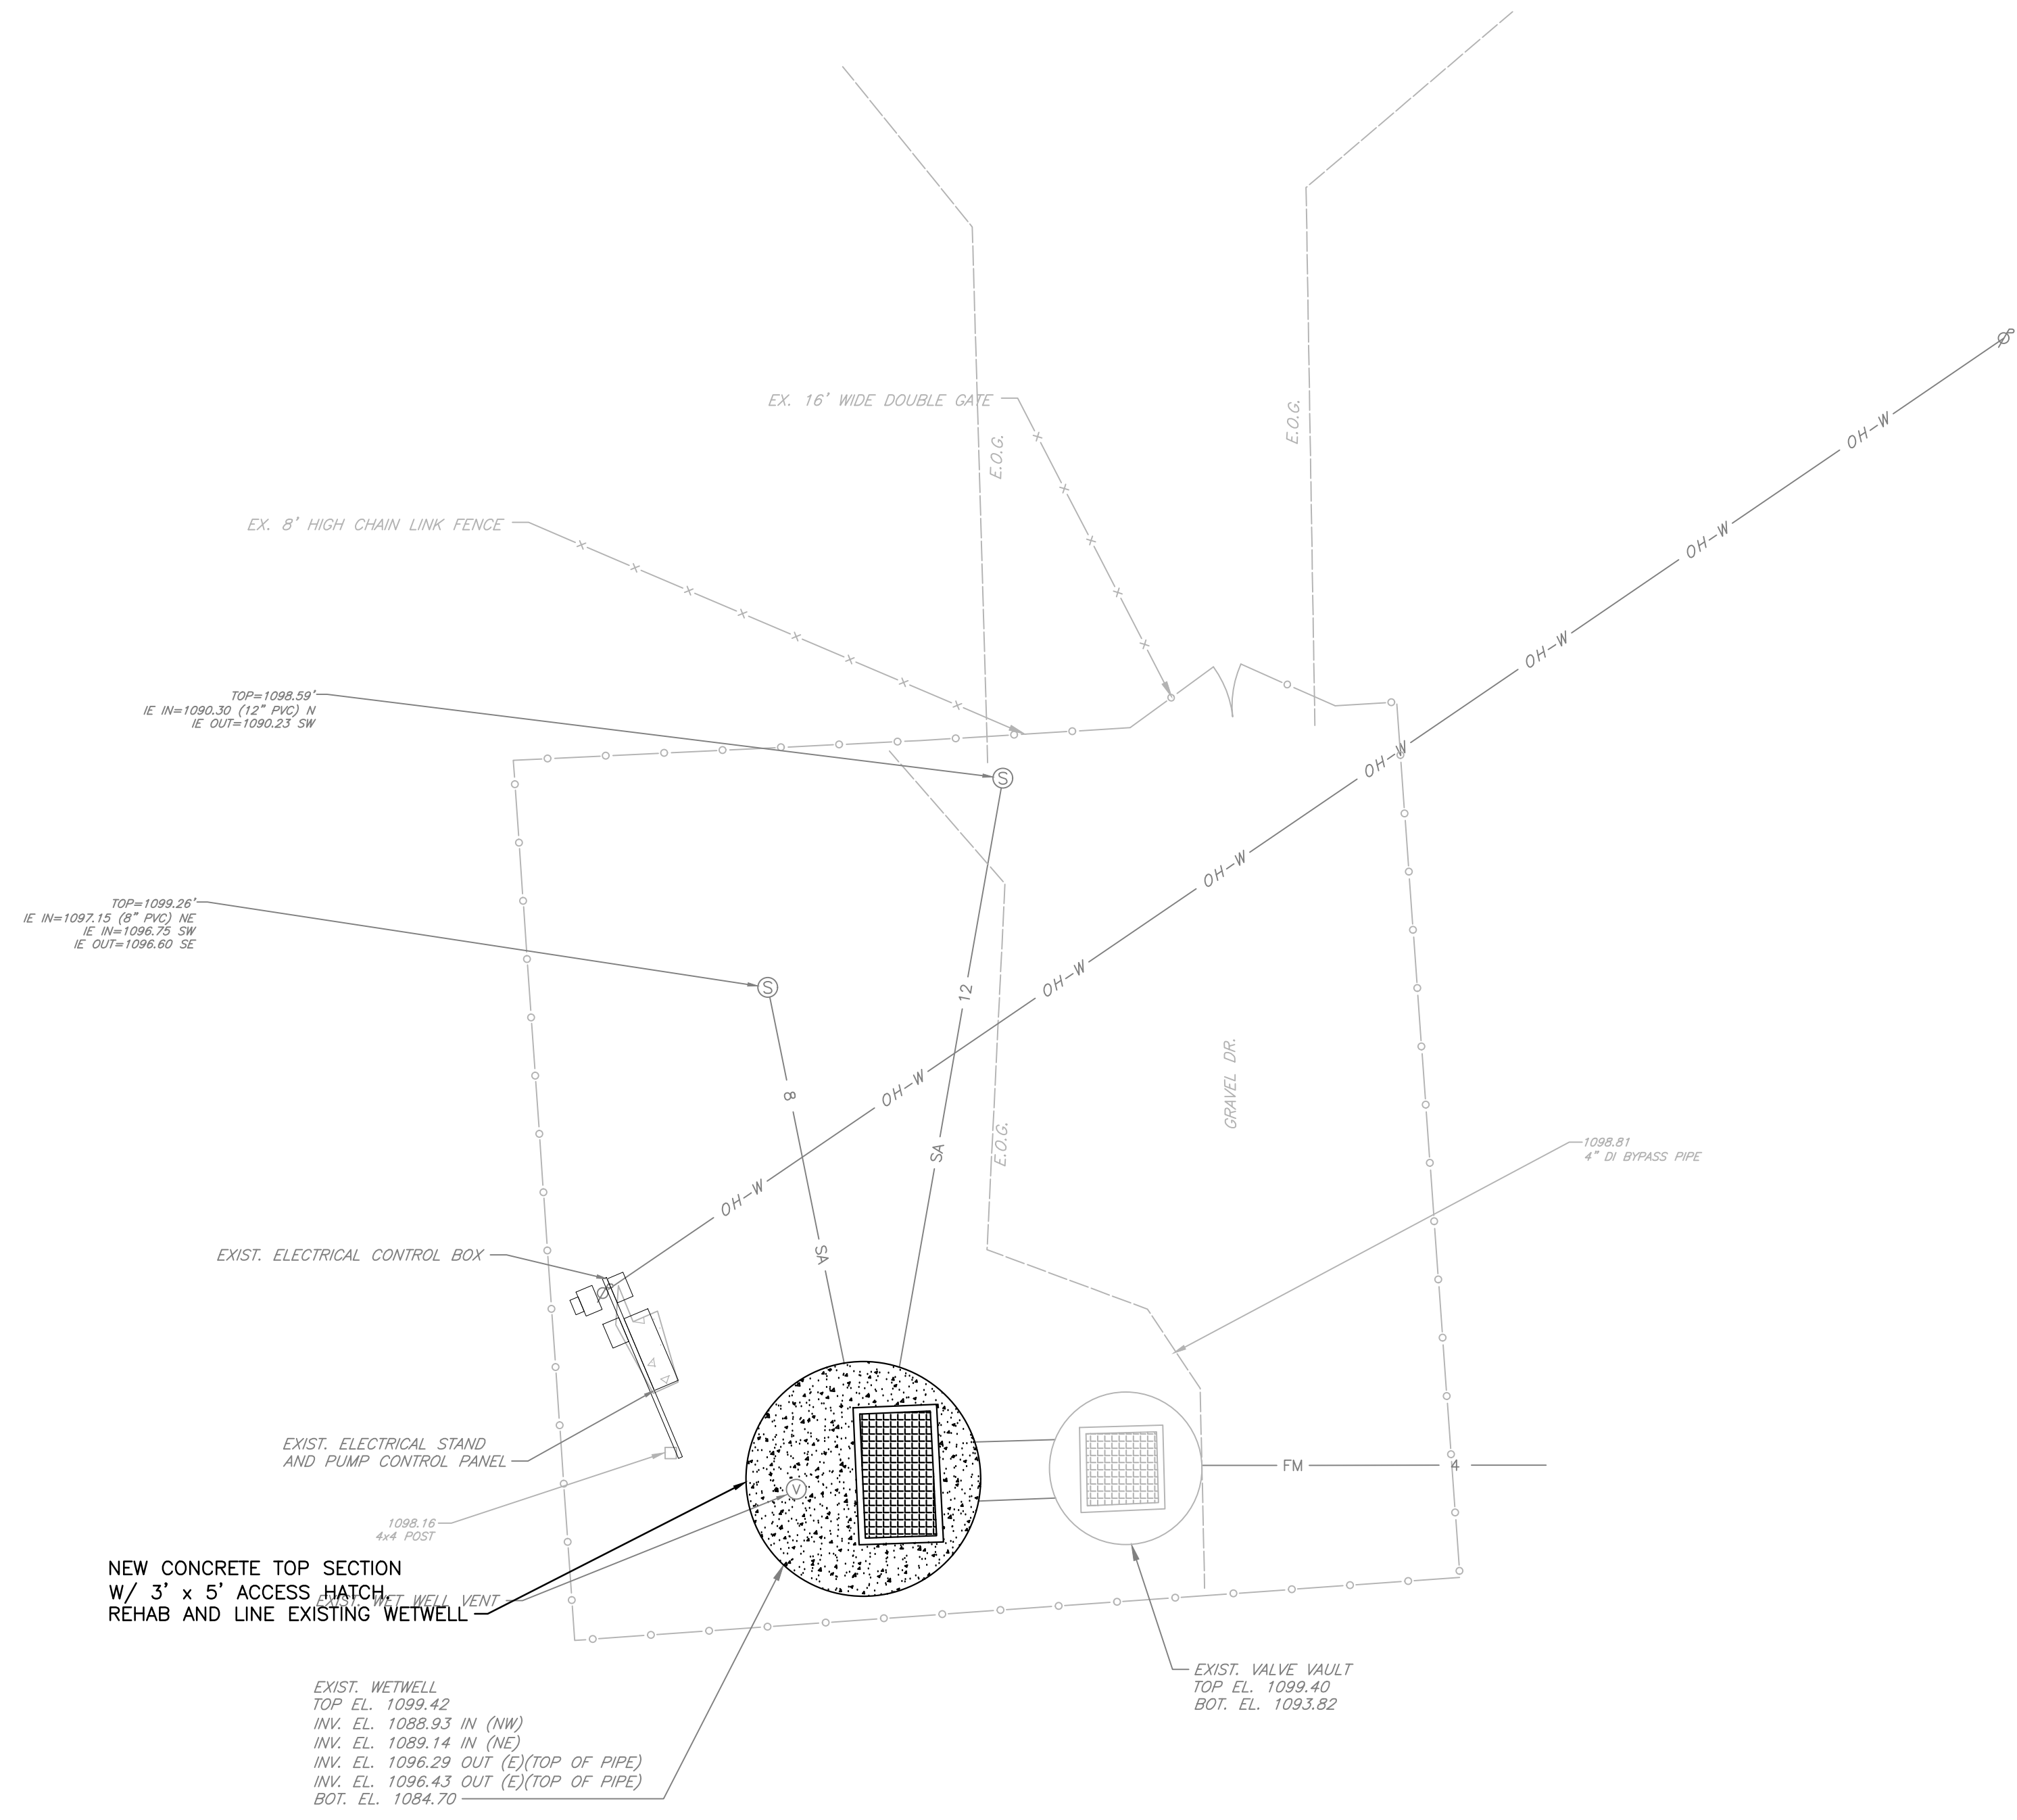 EX. 16' WIDE DOUBLE GATE
E.O.G.
E.O.G.
OH-W
EX. 8' HIGH CHAIN LINK FENCE
OH-W
OH-W
TOP=1098.59'
IE IN=1090.30 (12" PVC) N
IE OUT=1090.23 SW
OH-W
S
OH-W
TOP=1099.26'
IE IN=1097.15 (8" PVC) NE
IE IN=1096.75 SW
IE OUT=1096.60 SE
S
12
OH-W
8
OH-W
GRAVEL DR.
SA
E.O.G.
1098.81
4" DI BYPASS PIPE
OH-W
EXIST. ELECTRICAL CONTROL BOX
SA
EXIST. ELECTRICAL STAND
AND PUMP CONTROL PANEL
FM
4
V
1098.16
4x4 POST
NEW CONCRETE TOP SECTION
W/ 3' x 5' ACCESS HATCH.
REHAB AND LINE EXISTING WETWELL
EXIST. WET WELL VENT
EXIST. VALVE VAULT
TOP EL. 1099.40
BOT. EL. 1093.82
EXIST. WETWELL
TOP EL. 1099.42
INV. EL. 1088.93 IN (NW)
INV. EL. 1089.14 IN (NE)
INV. EL. 1096.29 OUT (E)(TOP OF PIPE)
INV. EL. 1096.43 OUT (E)(TOP OF PIPE)
BOT. EL. 1084.70